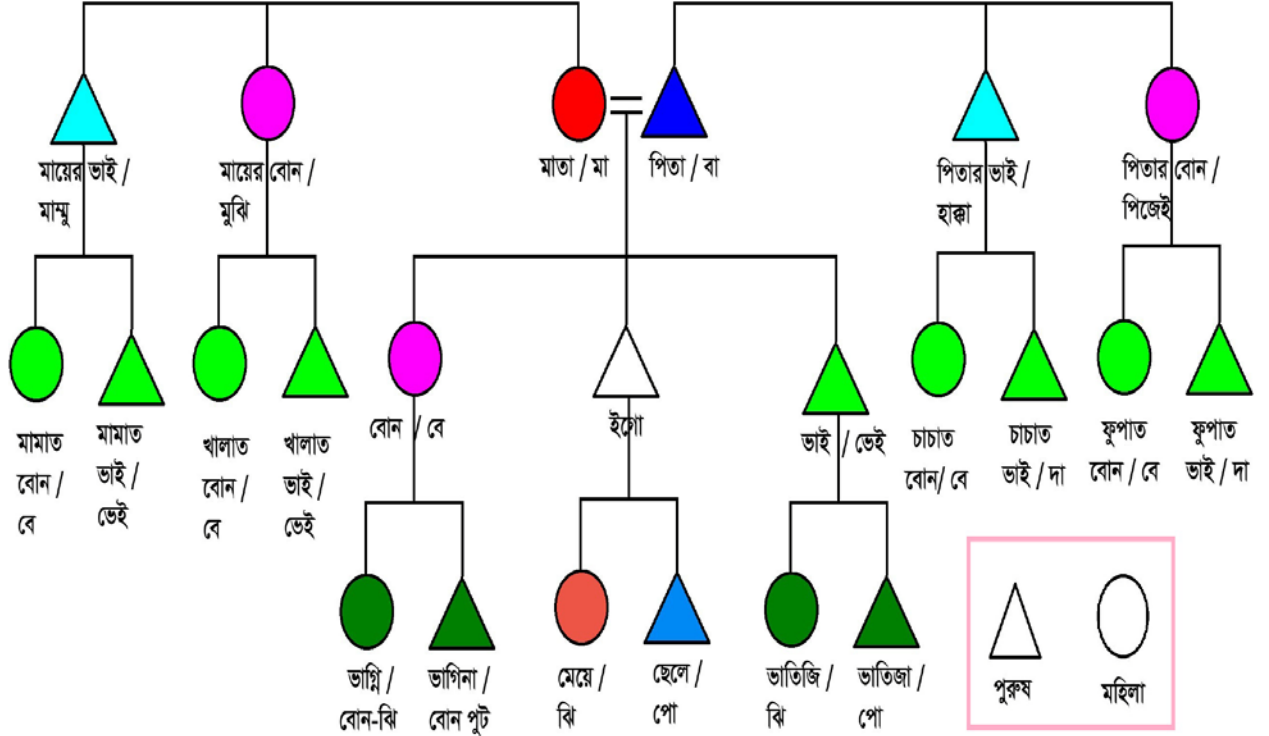 মায়ের ভাই /
মাম্মু
মায়ের বোন /
মুঝি
মাতা / মা
পিতা / বা
পিতার ভাই /
হাক্কা
পিতার বোন /
পিজেই
মামাত
বোন /
বে
মামাত
ভাই /
ভেই
খালাত
বোন /
বে
খালাত
ভাই /
ভেই
বোন / বে
ইগো
ভাই / ভেই
চাচাত
বোন/ বে
চাচাত
ভাই / দা
ফুপাত
বোন / বে
ফুপাত
ভাই / দা
ভাগ্নি /
বোন-ঝি
ভাগিনা /
বোন পুট
মেয়ে /
ঝি
ছেলে /
পো
ভাতিজি /
ঝি
ভাতিজা /
পো
পুরুষ
মহিলা